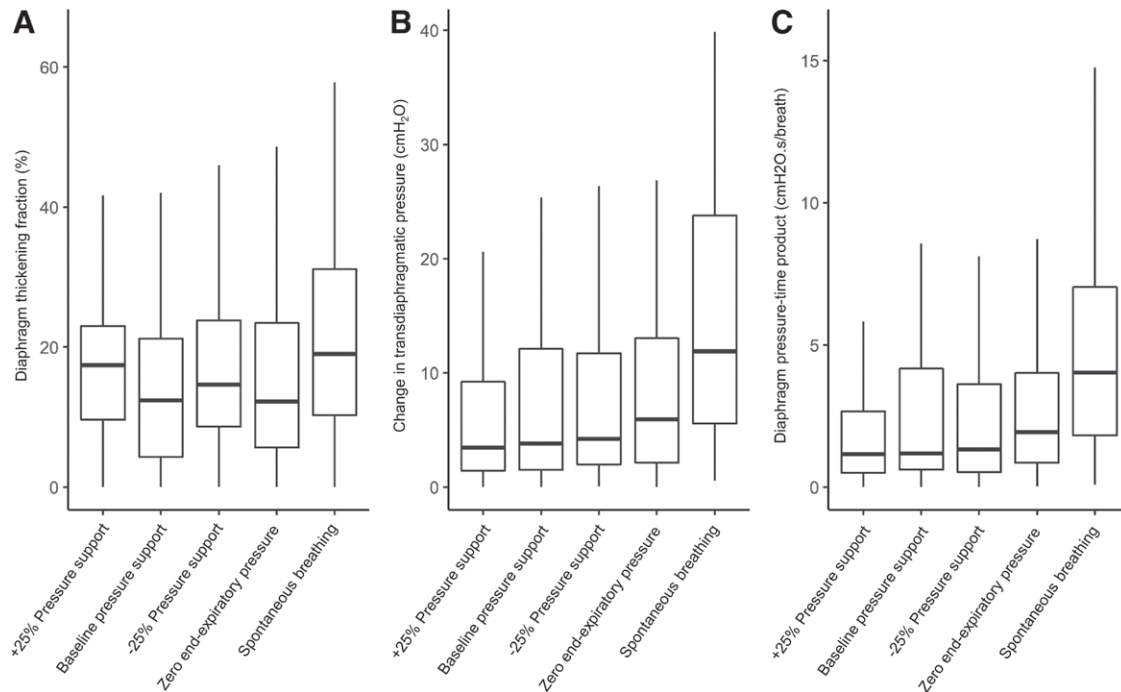 A
Diaphragm thickening fraction (%)
60
40
20
0
+25% Pressure support
Baseline pressure support
-25% Pressure support
Zero end-expiratory pressure
Spontaneous breathing
B
Change in transdiaphragmatic pressure (cmH₂O)
40
30
20
10
0
+25% Pressure support
Baseline pressure support
-25% Pressure support
Zero end-expiratory pressure
Spontaneous breathing
C
Diaphragm pressure-time product (cmH2O.s/breath)
15
10
5
0
+25% Pressure support
Baseline pressure support
-25% Pressure support
Zero end-expiratory pressure
Spontaneous breathing